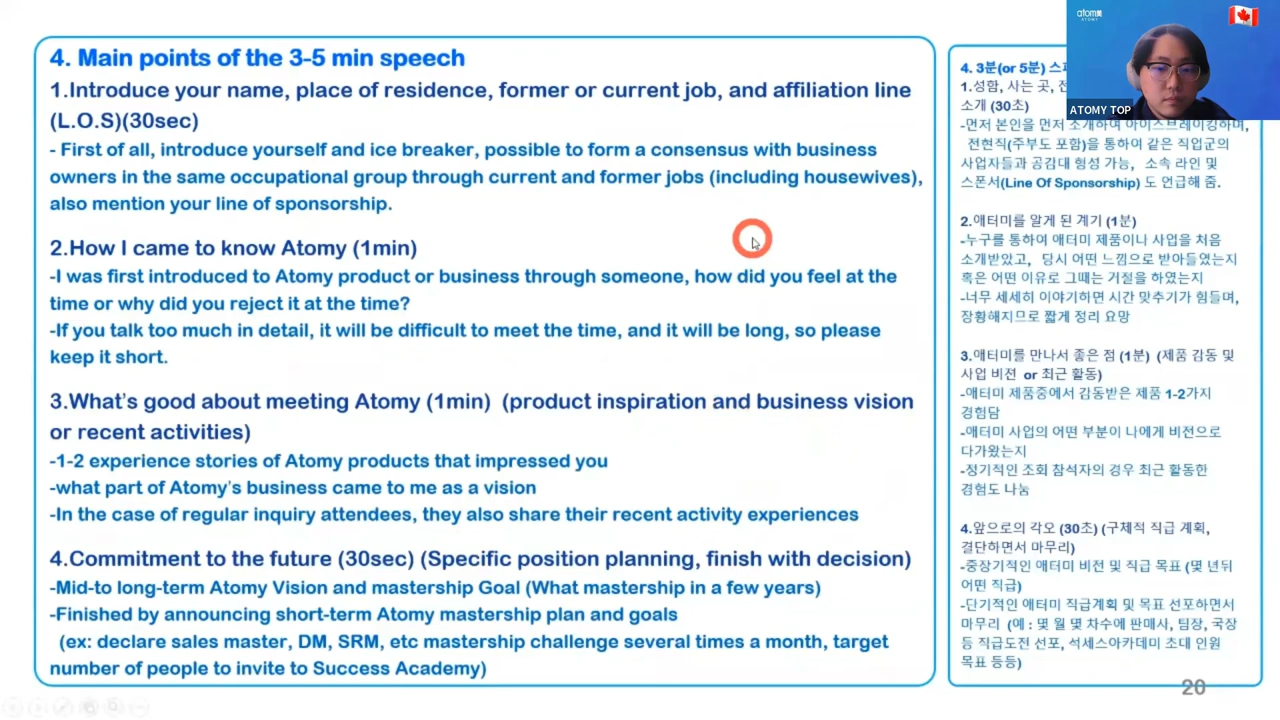 4. Main points of the 3-5 min speech
1.Introduce your name, place of residence, former or current job, and affiliation line
(L.O.S)(30sec)
- First of all, introduce yourself and ice breaker, possible to form a consensus with business
owners in the same occupational group through current and former jobs (including housewives),
also mention your line of sponsorship.
2.How I came to know Atomy (1min)
-I was first introduced to Atomy product or business through someone, how did you feel at the
time or why did you reject it at the time?
-If you talk too much in detail, it will be difficult to meet the time, and it will be long, so please
keep it short.
3.What's good about meeting Atomy (1min) (product inspiration and business vision
or recent activities)
-1-2 experience stories of Atomy products that impressed you
-what part of Atomy's business came to me as a vision
-In the case of regular inquiry attendees, they also share their recent activity experiences
4.Commitment to the future (30sec) (Specific position planning, finish with decision)
-Mid-to long-term Atomy Vision and mastership Goal (What mastership in a few years)
-Finished by announcing short-term Atomy mastership plan and goals
(ex: declare sales master, DM, SRM, etc mastership challenge several times a month, target
number of people to invite to Success Academy)
4. 3분(or 5분)
1.성함, 사는 곳,
소개 (30초)
-먼저 본인을 먼저 소개하며 아이스브레이킹하며,
전현직(주부도 포함)을 통하여 같은 직업군의
사업자들과 공감대 형성 가능, 소속 라인 및
스폰서(Line Of Sponsorship) 도 언급해 줌.
2.애터미를 알게 된 계기 (1분)
-누구를 통하여 애터미 제품이나 사업을 처음
소개받았고, 당시 어떤 느낌으로 받아들였는지
혹은 어떤 이유로 그때는 거절을 하였는지
-너무 세세히 이야기하면 시간 맞추기가 힘들며,
장황해지므로 짧게 정리 요망
3.애터미를 만나서 좋은 점 (1분) (제품 감동 및
사업 비전 or 최근 활동)
-애터미 제품중에서 감동받은 제품 1-2가지
경험담
-애터미 사업의 어떤 부분이 나에게 비전으로
다가왔는지
-정기적인 조회 참석자의 경우 최근 활동한
경험도 나눔
4.앞으로의 각오 (30초) (구체적 직급 계획,
결단하면서 마무리)
-중장기적인 애터미 비전 및 직급 목표 (몇 년뒤
어떤 직급)
-단기적인 애터미 직급계획 및 목표 선포하면서
마무리 (예 : 몇 월 몇 차수에 판매사, 팀장, 국장
등 직급도전 선포, 석세스아카데미 초대 인원
목표 등등)
20
atom美
ATOMY
ATOMY TOP